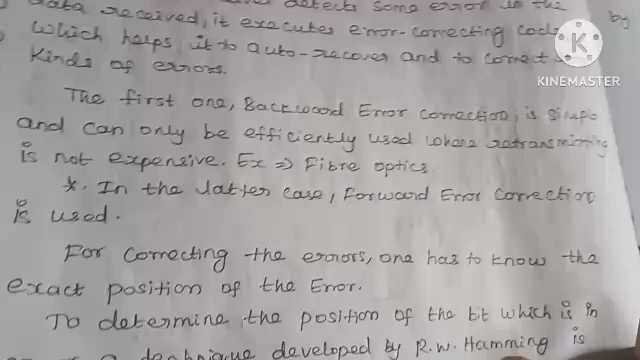 data received, it executes error-correcting code
which helps it to auto-recover and to correct
kinds of errors.
The first one, Backward Error Correction, is simple
and can only be efficiently used where retransmitting
is not expensive. Ex ⇒ Fibre optics
*. In the latter case, Forward Error Correction
is used.
For correcting the errors, one has to know the
exact position of the Error.
To determine the position of the bit which is in
a technique developed by R.W. Hamming is
by
K
KINEMASTER